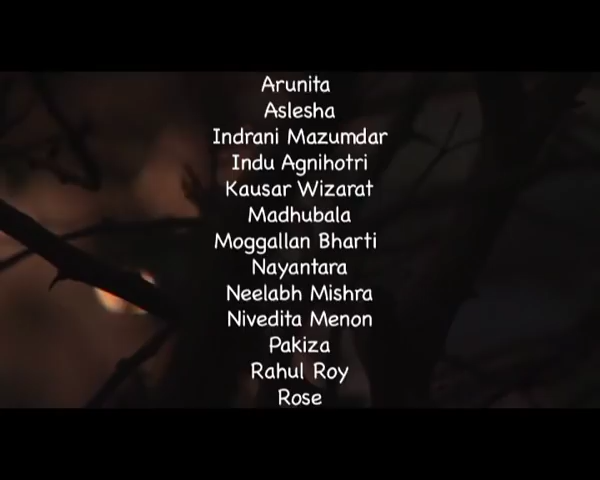 Arunita
Aslesha
Indrani Mazumdar
Indu Agnihotri
Kausar Wizarat
Madhubala
Moggallan Bharti
Nayantara
Neelabh Mishra
Nivedita Menon
Pakiza
Rahul Roy
Rose